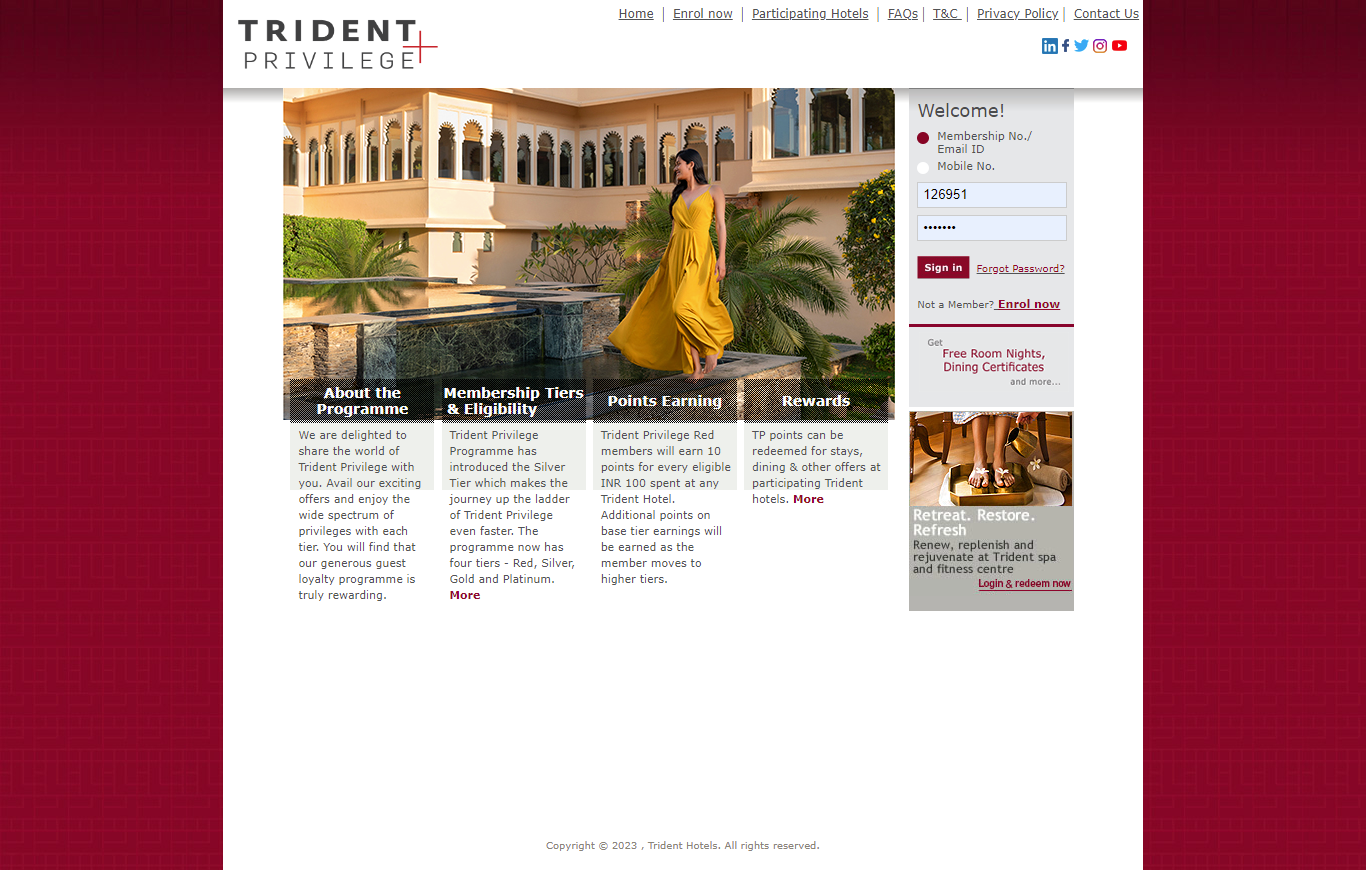 TRIDENT
PRIVILEGE
Home | Enrol now | Participating Hotels | FAQs | T&C | Privacy Policy | Contact Us
Welcome!
Membership No./
Email ID
Mobile No.
126951
•••••••
Sign in Forgot Password?
Not a Member? Enrol now
Get
Free Room Nights,
Dining Certificates
and more...
Retreat. Restore.
Refresh
Renew, replenish and
rejuvenate at Trident spa
and fitness centre
Login & redeem now
About the
Programme
We are delighted to
share the world of
Trident Privilege with
you. Avail our exciting
offers and enjoy the
wide spectrum of
privileges with each
tier. You will find that
our generous guest
loyalty programme is
truly rewarding.
Membership Tiers
& Eligibility
Trident Privilege
Programme has
introduced the Silver
Tier which makes the
journey up the ladder
of Trident Privilege
even faster. The
programme now has
four tiers - Red, Silver,
Gold and Platinum.
More
Points Earning
Trident Privilege Red
members will earn 10
points for every eligible
INR 100 spent at any
Trident Hotel.
Additional points on
base tier earnings will
be earned as the
member moves to
higher tiers.
Rewards
TP points can be
redeemed for stays,
dining & other offers at
participating Trident
hotels. More
Copyright © 2023 , Trident Hotels. All rights reserved.